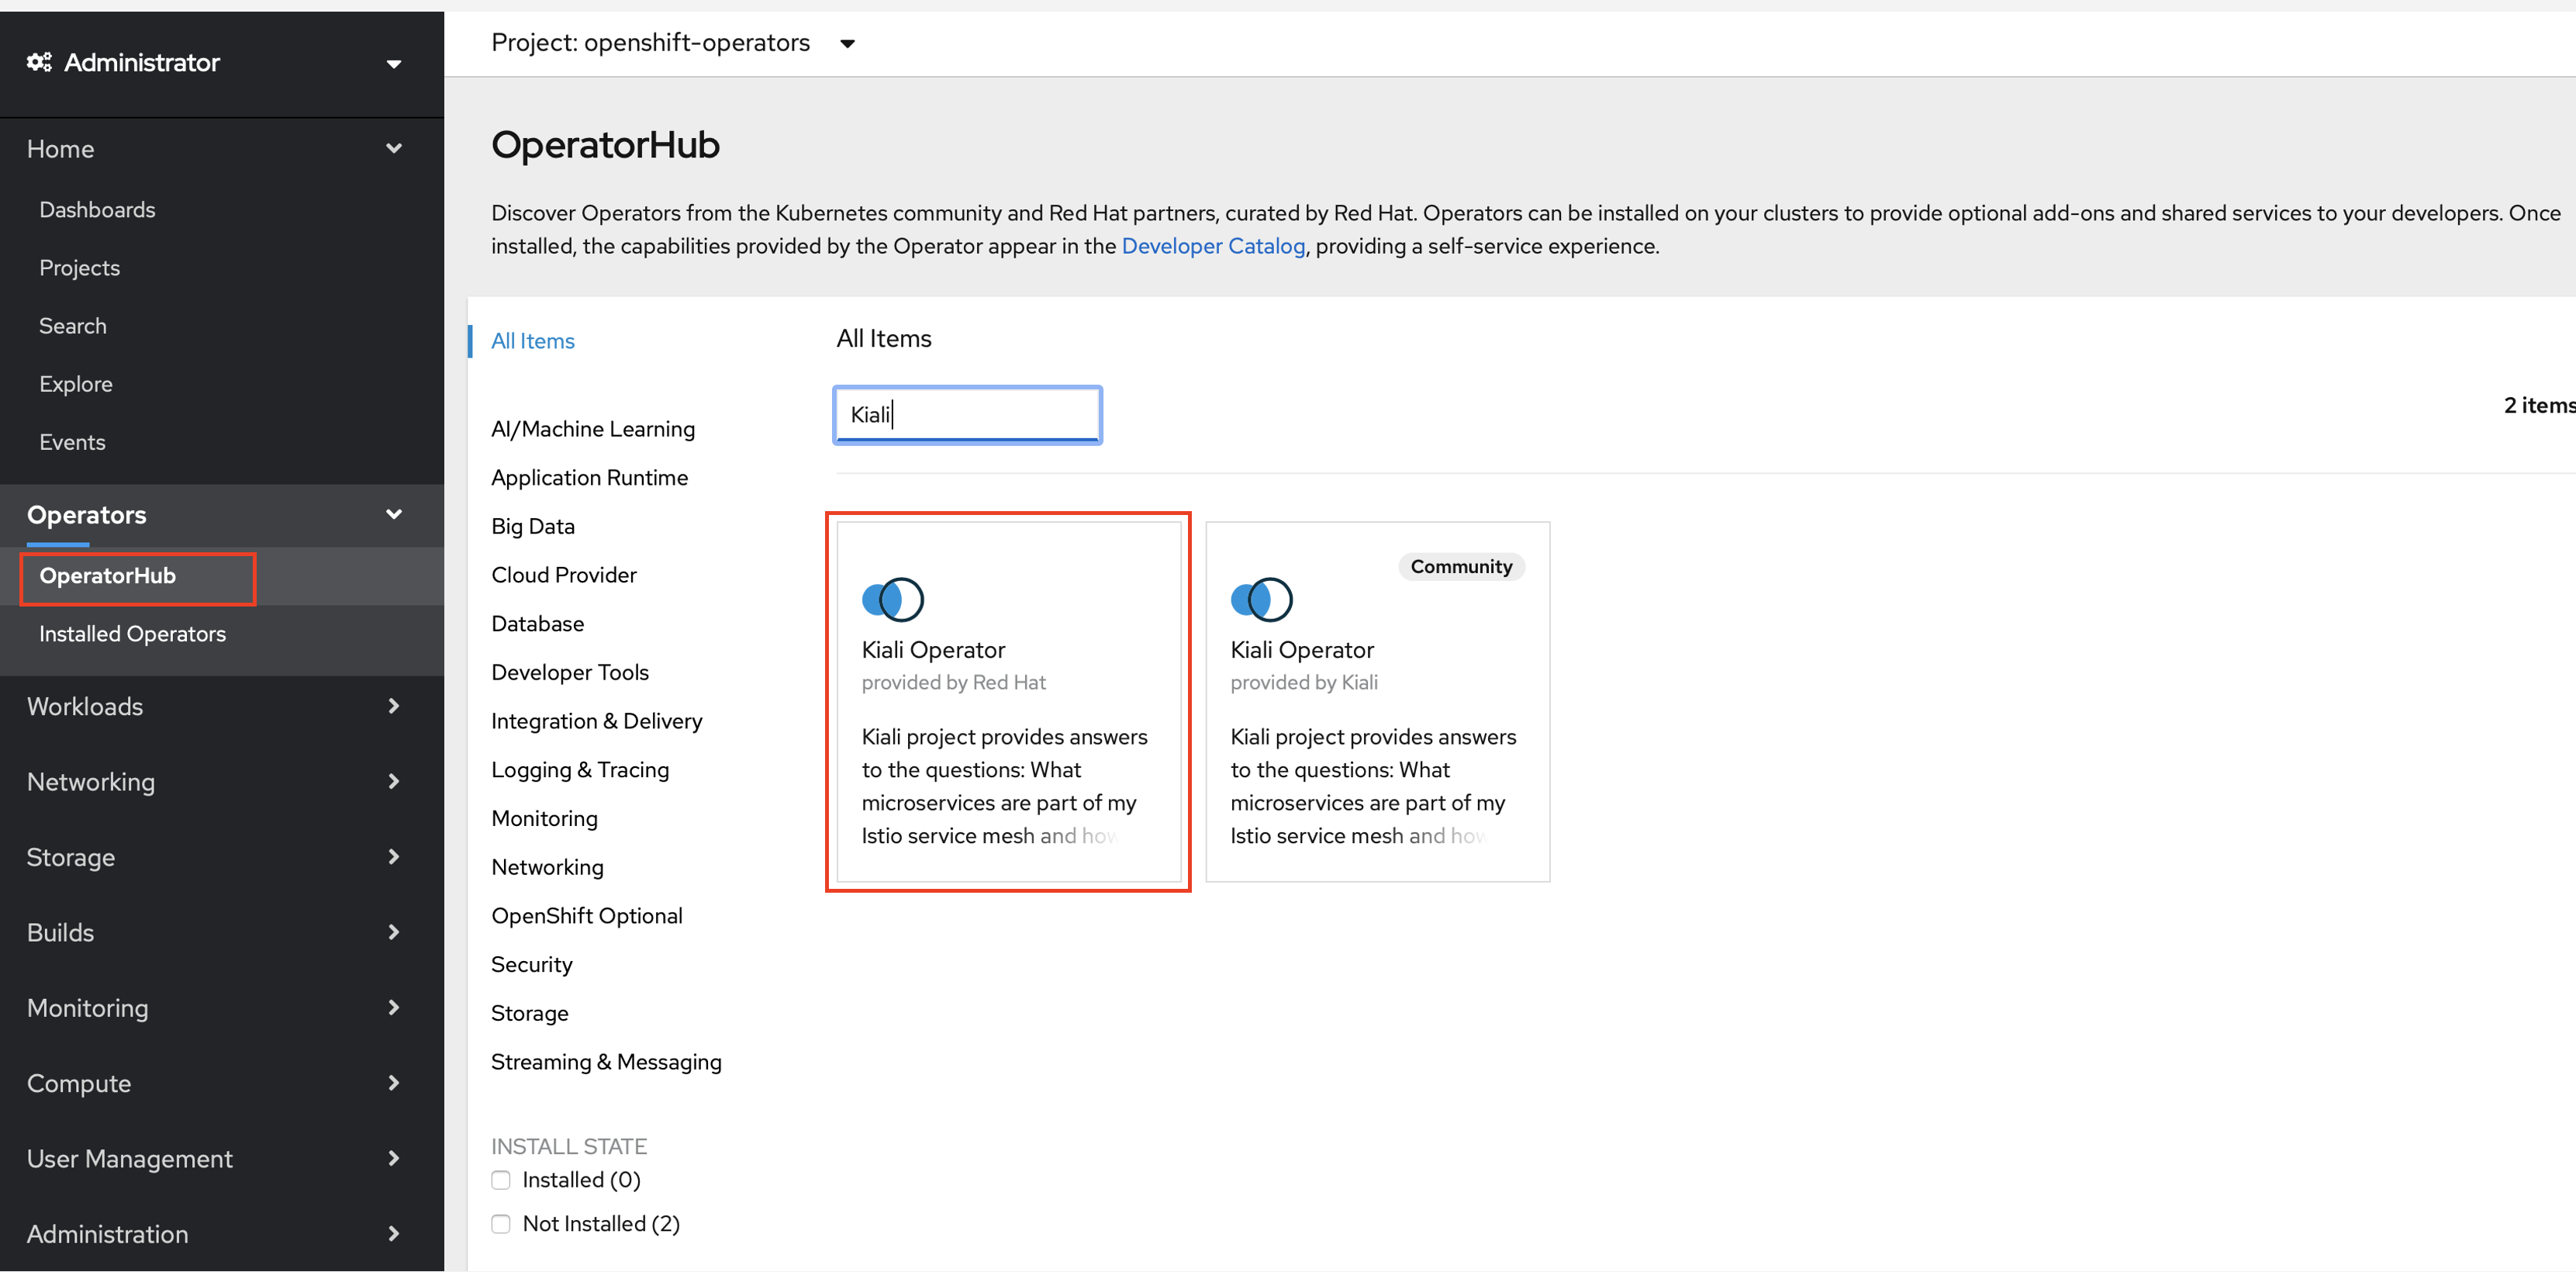 Administrator
Home
Dashboards
Projects
Search
Explore
Events
Operators
OperatorHub
Installed Operators
Workloads
Networking
Storage
Builds
Monitoring
Compute
User Management
Administration
Project: openshift-operators
OperatorHub
Discover Operators from the Kubernetes community and Red Hat partners, curated by Red Hat. Operators can be installed on your clusters to provide optional add-ons and shared services to your developers. Once
installed, the capabilities provided by the Operator appear in the Developer Catalog, providing a self-service experience.
All Items
AI/Machine Learning
Application Runtime
Big Data
Cloud Provider
Database
Developer Tools
Integration & Delivery
Logging & Tracing
Monitoring
Networking
OpenShift Optional
Security
Storage
Streaming & Messaging
INSTALL STATE
Installed (0)
Not Installed (2)
All Items
Kiali
2 items
Kiali Operator
provided by Red Hat
Kiali project provides answers
to the questions: What
microservices are part of my
Istio service mesh and how
Community
Kiali Operator
provided by Kiali
Kiali project provides answers
to the questions: What
microservices are part of my
Istio service mesh and how